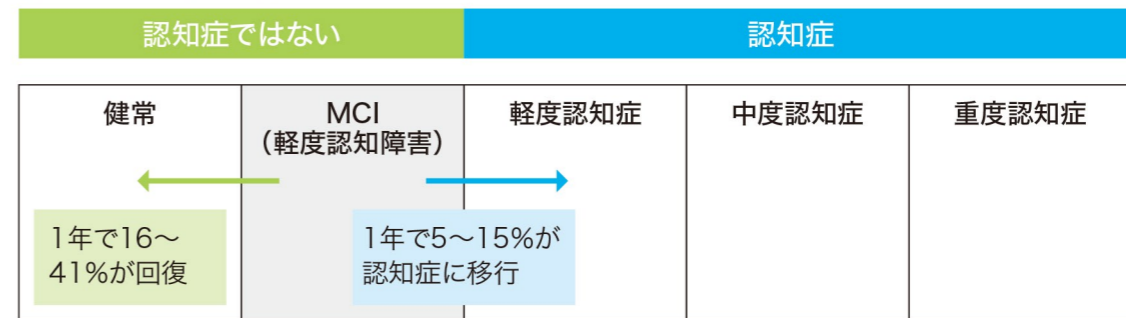 認知症ではない
認知症
健常
MCI
（軽度認知障害）
軽度認知症
中度認知症
重度認知症
1年で16〜
41%が回復
1年で5〜15%が
認知症に移行